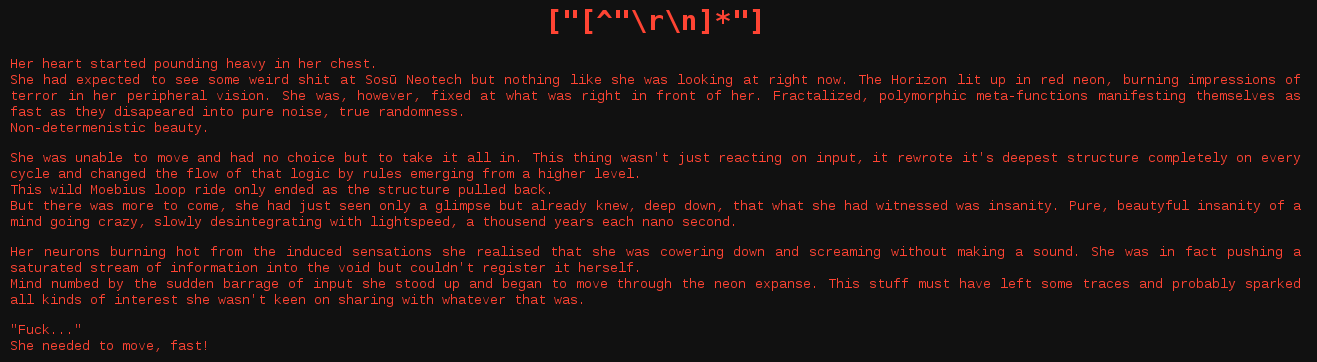 ["[^"\r\n]*"]
Her heart started pounding heavy in her chest.
She had expected to see some weird shit at Sosū Neotech but nothing like she was looking at right now. The Horizon lit up in red neon, burning impressions of
terror in her peripheral vision. She was, however, fixed at what was right in front of her. Fractalized, polymorphic meta-functions manifesting themselves as
fast as they disapeared into pure noise, true randomness.
Non-determenistic beauty.
She was unable to move and had no choice but to take it all in. This thing wasn't just reacting on input, it rewrote it's deepest structure completely on every
cycle and changed the flow of that logic by rules emerging from a higher level.
This wild Moebius loop ride only ended as the structure pulled back.
But there was more to come, she had just seen only a glimpse but already knew, deep down, that what she had witnessed was insanity. Pure, beautyful insanity of a
mind going crazy, slowly desintegrating with lightspeed, a thousend years each nano second.
Her neurons burning hot from the induced sensations she realised that she was cowering down and screaming without making a sound. She was in fact pushing a
saturated stream of information into the void but couldn't register it herself.
Mind numbed by the sudden barrage of input she stood up and began to move through the neon expanse. This stuff must have left some traces and probably sparked
all kinds of interest she wasn't keen on sharing with whatever that was.
"Fuck..."
She needed to move, fast!